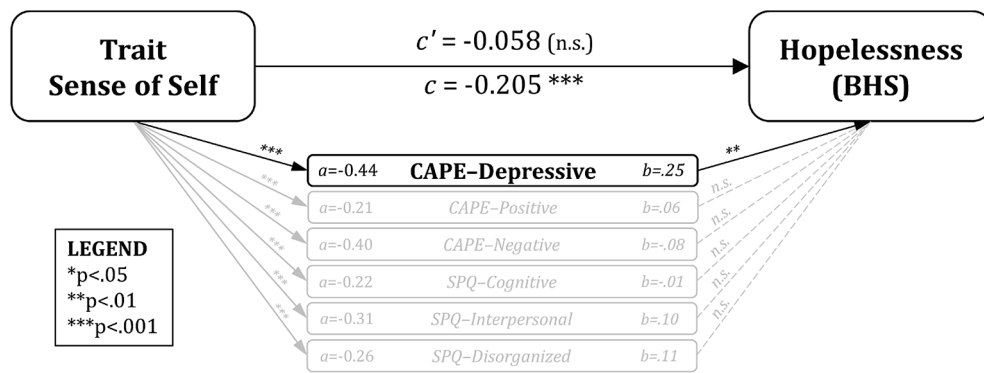 Trait
Sense of Self
c′ = -0.058 (n.s.)
c = -0.205 ***
Hopelessness
(BHS)
***
**
a=-0.44 CAPE–Depressive b=.25
***
n.s.
a=-0.21 CAPE–Positive b=.06
***
n.s.
a=-0.40 CAPE–Negative b=-.08
***
n.s.
a=-0.22 SPQ–Cognitive b=-.01
***
n.s.
a=-0.31 SPQ–Interpersonal b=.10
***
n.s.
a=-0.26 SPQ–Disorganized b=.11
LEGEND
*p<.05
**p<.01
***p<.001